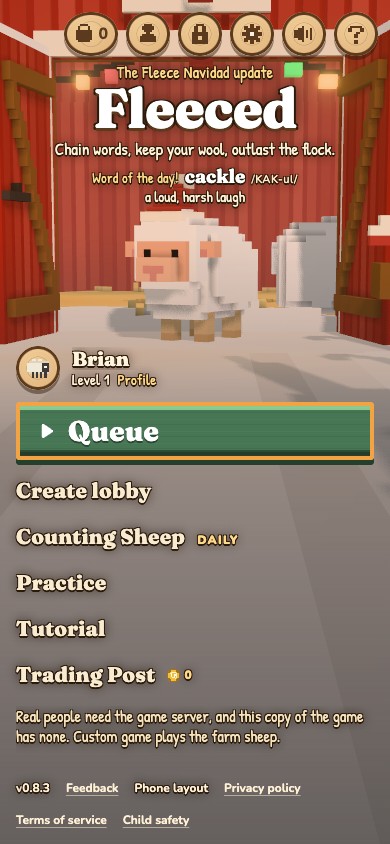 0
?
The Fleece Navidad update
Fleeced
Chain words, keep your wool, outlast the flock.
Word of the day! cackle /KAK-ul/
a loud, harsh laugh
Brian
Level 1 Profile
Queue
Create lobby
Counting Sheep DAILY
Practice
Tutorial
Trading Post 0
Real people need the game server, and this copy of the game
has none. Custom game plays the farm sheep.
v0.8.3 Feedback Phone layout Privacy policy
Terms of service Child safety